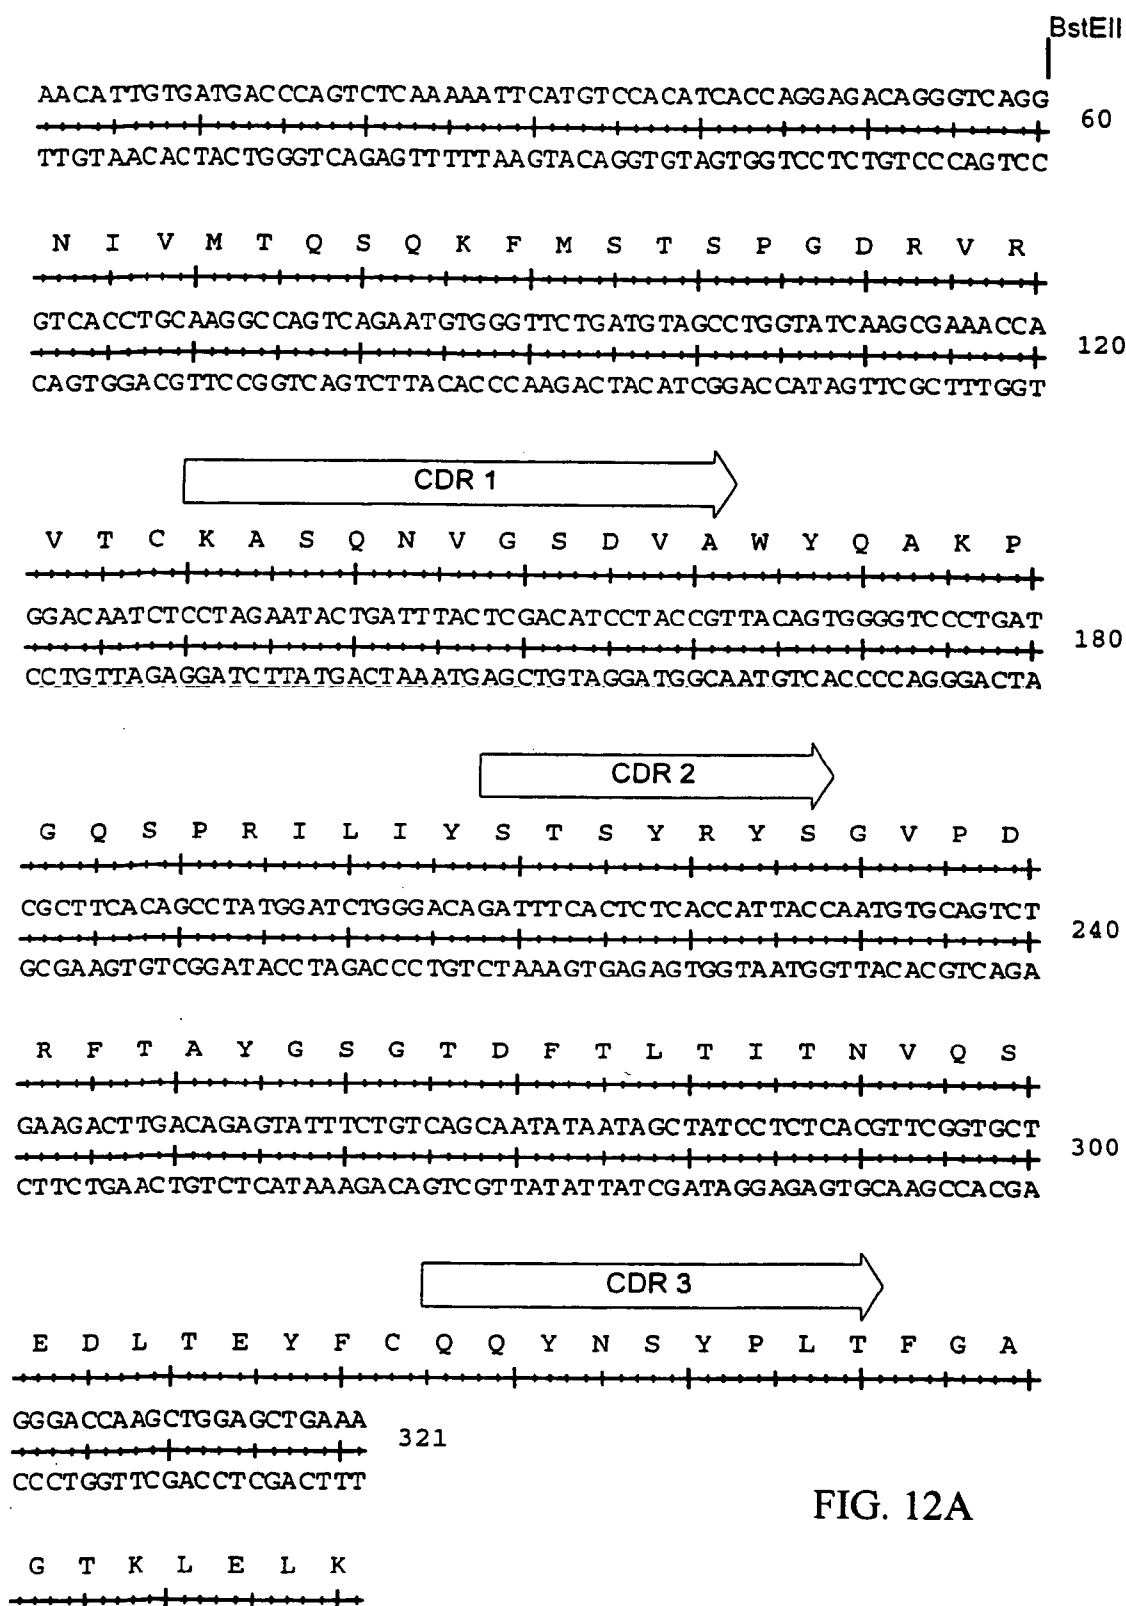 BstEII
AACATTGTGATGACCCAGTCTCAAAAATTCATGTCCACATCACCAGGAGACAGGGTCAGG
60
TTGTAACACTACTGGGTCAGAGTTTTTAAGTACAGGTGTAGTGGTCCTCTGTCCCAGTCC
N I V M T Q S Q K F M S T S P G D R V R
GTCACCTGCAAGGCCAGTCAGAATGTGGGTTCTGATGTAGCCTGGTATCAAGCGAAACCA
120
CAGTGGACGTTCCGGTCAGTCTTACACCCAAGACTACATCGGACCATAGTTCGCTTTGGT
CDR 1
V T C K A S Q N V G S D V A W Y Q A K P
GGACAATCTCCTAGAATACTGATTTACTCGACATCCTACCGTTACAGTGGGGTCCCTGAT
180
CCTGTTAGAGGATCTTATGACTAAATGAGCTGTAGGATGGCAATGTCACCCCAGGGACTA
CDR 2
G Q S P R I L I Y S T S Y R Y S G V P D
CGCTTCACAGCCTATGGATCTGGGACAGATTTCACTCTCACCATTACCAATGTGCAGTCT
240
GCGAAGTGTCGGATACCTAGACCCTGTCTAAAGTGAGAGTGGTAATGGTTACACGTCAGA
R F T A Y G S G T D F T L T I T N V Q S
GAAGACTTGACAGAGTATTTCTGTCAGCAATATAATAGCTATCCTCTCACGTTCGGTGCT
300
CTTCTGAACTGTCTCATAAAGACAGTCGTTATATTATCGATAGGAGAGTGCAAGCCACGA
CDR 3
E D L T E Y F C Q Q Y N S Y P L T F G A
GGGACCAAGCTGGAGCTGAAA
321
CCCTGGTTCGACCTCGACTTT
FIG. 12A
G T K L E L K